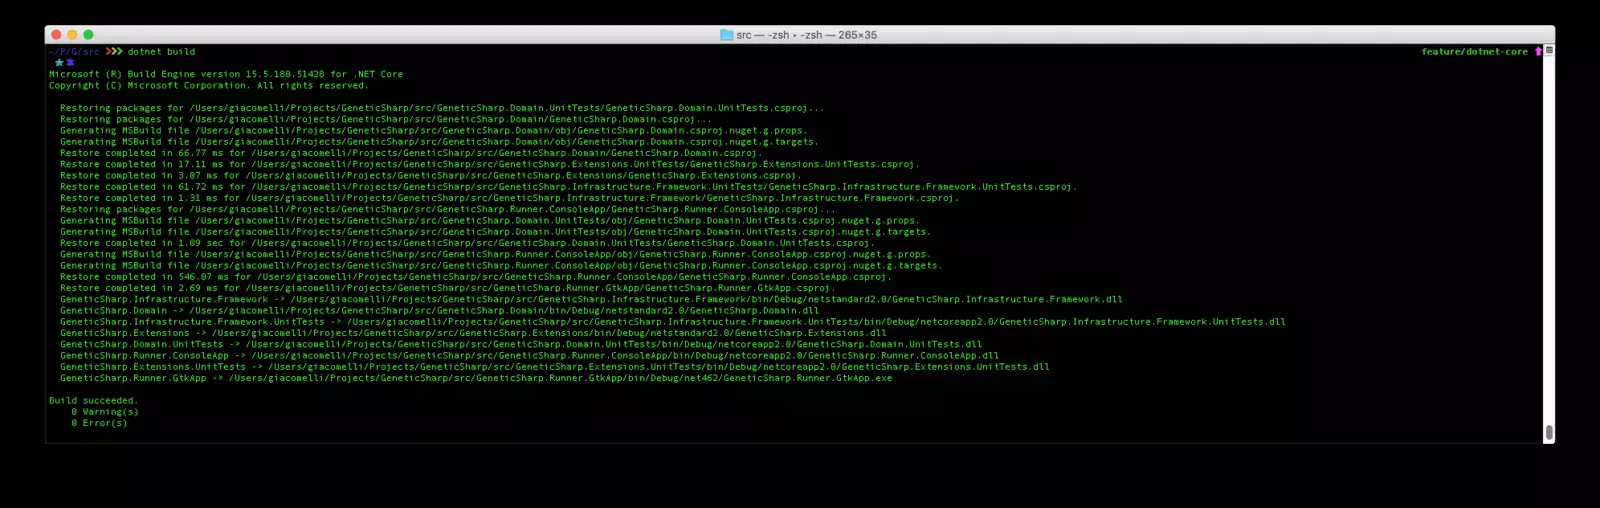 src — -zsh ▸ -zsh — 265×35
~/P/G/src ❯❯❯ dotnet build feature/dotnet-core
Microsoft (R) Build Engine version 15.5.180.51428 for .NET Core
Copyright (C) Microsoft Corporation. All rights reserved.
Restoring packages for /Users/giacomelli/Projects/GeneticSharp/src/GeneticSharp.Domain.UnitTests/GeneticSharp.Domain.UnitTests.csproj...
Restoring packages for /Users/giacomelli/Projects/GeneticSharp/src/GeneticSharp.Domain/GeneticSharp.Domain.csproj...
Generating MSBuild file /Users/giacomelli/Projects/GeneticSharp/src/GeneticSharp.Domain/obj/GeneticSharp.Domain.csproj.nuget.g.props.
Generating MSBuild file /Users/giacomelli/Projects/GeneticSharp/src/GeneticSharp.Domain/obj/GeneticSharp.Domain.csproj.nuget.g.targets.
Restore completed in 66.77 ms for /Users/giacomelli/Projects/GeneticSharp/src/GeneticSharp.Domain/GeneticSharp.Domain.csproj.
Restore completed in 17.11 ms for /Users/giacomelli/Projects/GeneticSharp/src/GeneticSharp.Extensions.UnitTests/GeneticSharp.Extensions.UnitTests.csproj.
Restore completed in 3.07 ms for /Users/giacomelli/Projects/GeneticSharp/src/GeneticSharp.Extensions/GeneticSharp.Extensions.csproj.
Restore completed in 61.72 ms for /Users/giacomelli/Projects/GeneticSharp/src/GeneticSharp.Infrastructure.Framework.UnitTests/GeneticSharp.Infrastructure.Framework.UnitTests.csproj.
Restore completed in 1.31 ms for /Users/giacomelli/Projects/GeneticSharp/src/GeneticSharp.Infrastructure.Framework/GeneticSharp.Infrastructure.Framework.csproj.
Restoring packages for /Users/giacomelli/Projects/GeneticSharp/src/GeneticSharp.Runner.ConsoleApp/GeneticSharp.Runner.ConsoleApp.csproj...
Generating MSBuild file /Users/giacomelli/Projects/GeneticSharp/src/GeneticSharp.Domain.UnitTests/obj/GeneticSharp.Domain.UnitTests.csproj.nuget.g.props.
Generating MSBuild file /Users/giacomelli/Projects/GeneticSharp/src/GeneticSharp.Domain.UnitTests/obj/GeneticSharp.Domain.UnitTests.csproj.nuget.g.targets.
Restore completed in 1.09 sec for /Users/giacomelli/Projects/GeneticSharp/src/GeneticSharp.Domain.UnitTests/GeneticSharp.Domain.UnitTests.csproj.
Generating MSBuild file /Users/giacomelli/Projects/GeneticSharp/src/GeneticSharp.Runner.ConsoleApp/obj/GeneticSharp.Runner.ConsoleApp.csproj.nuget.g.props.
Generating MSBuild file /Users/giacomelli/Projects/GeneticSharp/src/GeneticSharp.Runner.ConsoleApp/obj/GeneticSharp.Runner.ConsoleApp.csproj.nuget.g.targets.
Restore completed in 546.07 ms for /Users/giacomelli/Projects/GeneticSharp/src/GeneticSharp.Runner.ConsoleApp/GeneticSharp.Runner.ConsoleApp.csproj.
Restore completed in 2.69 ms for /Users/giacomelli/Projects/GeneticSharp/src/GeneticSharp.Runner.GtkApp/GeneticSharp.Runner.GtkApp.csproj.
GeneticSharp.Infrastructure.Framework -> /Users/giacomelli/Projects/GeneticSharp/src/GeneticSharp.Infrastructure.Framework/bin/Debug/netstandard2.0/GeneticSharp.Infrastructure.Framework.dll
GeneticSharp.Domain -> /Users/giacomelli/Projects/GeneticSharp/src/GeneticSharp.Domain/bin/Debug/netstandard2.0/GeneticSharp.Domain.dll
GeneticSharp.Infrastructure.Framework.UnitTests -> /Users/giacomelli/Projects/GeneticSharp/src/GeneticSharp.Infrastructure.Framework.UnitTests/bin/Debug/netcoreapp2.0/GeneticSharp.Infrastructure.Framework.UnitTests.dll
GeneticSharp.Extensions -> /Users/giacomelli/Projects/GeneticSharp/src/GeneticSharp.Extensions/bin/Debug/netstandard2.0/GeneticSharp.Extensions.dll
GeneticSharp.Domain.UnitTests -> /Users/giacomelli/Projects/GeneticSharp/src/GeneticSharp.Domain.UnitTests/bin/Debug/netcoreapp2.0/GeneticSharp.Domain.UnitTests.dll
GeneticSharp.Runner.ConsoleApp -> /Users/giacomelli/Projects/GeneticSharp/src/GeneticSharp.Runner.ConsoleApp/bin/Debug/netcoreapp2.0/GeneticSharp.Runner.ConsoleApp.dll
GeneticSharp.Extensions.UnitTests -> /Users/giacomelli/Projects/GeneticSharp/src/GeneticSharp.Extensions.UnitTests/bin/Debug/netcoreapp2.0/GeneticSharp.Extensions.UnitTests.dll
GeneticSharp.Runner.GtkApp -> /Users/giacomelli/Projects/GeneticSharp/src/GeneticSharp.Runner.GtkApp/bin/Debug/net462/GeneticSharp.Runner.GtkApp.exe
Build succeeded.
0 Warning(s)
0 Error(s)